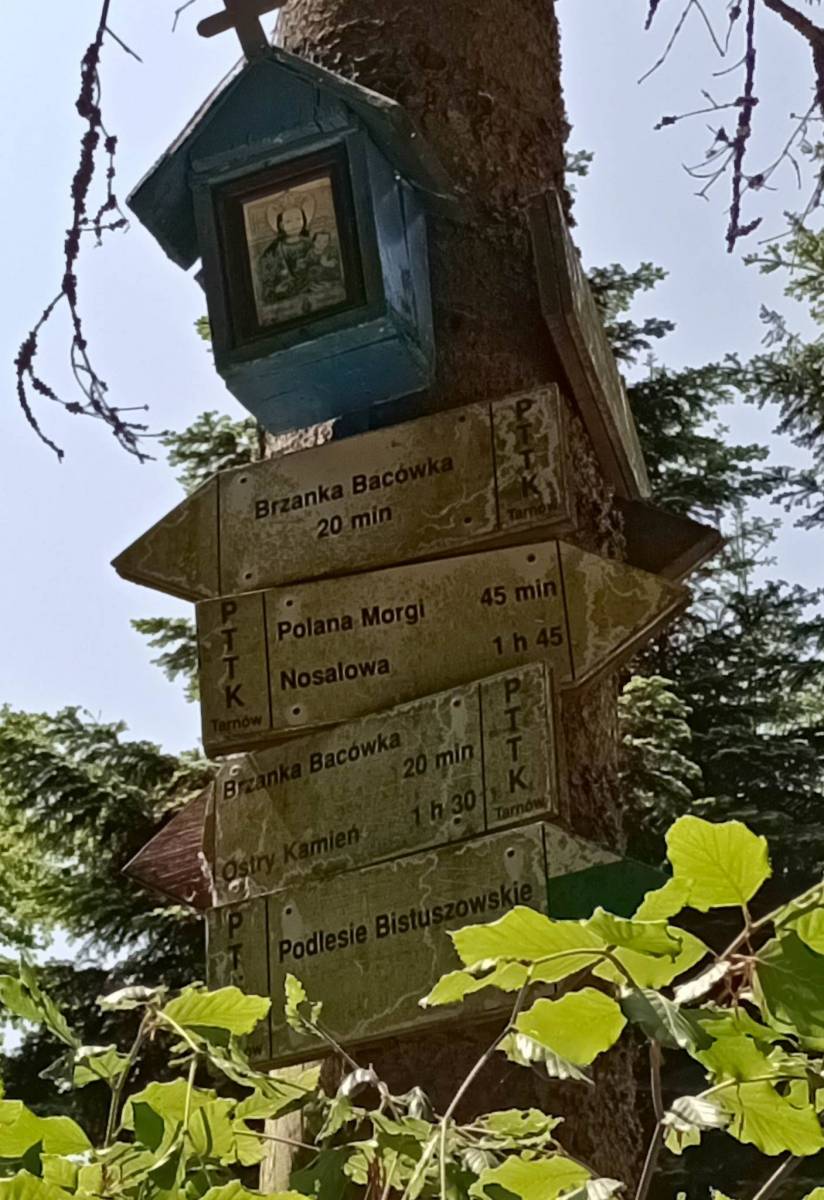 Brzanka Bacówka
20 min
PTTK
Tarnów
PTTK
Tarnów
Polana Morgi 45 min
Nosalowa 1 h 45
Brzanka Bacówka
20 min
Ostry Kamień 1 h 30
PTTK
Tarnów
PT
Podlesie Bistuszowskie